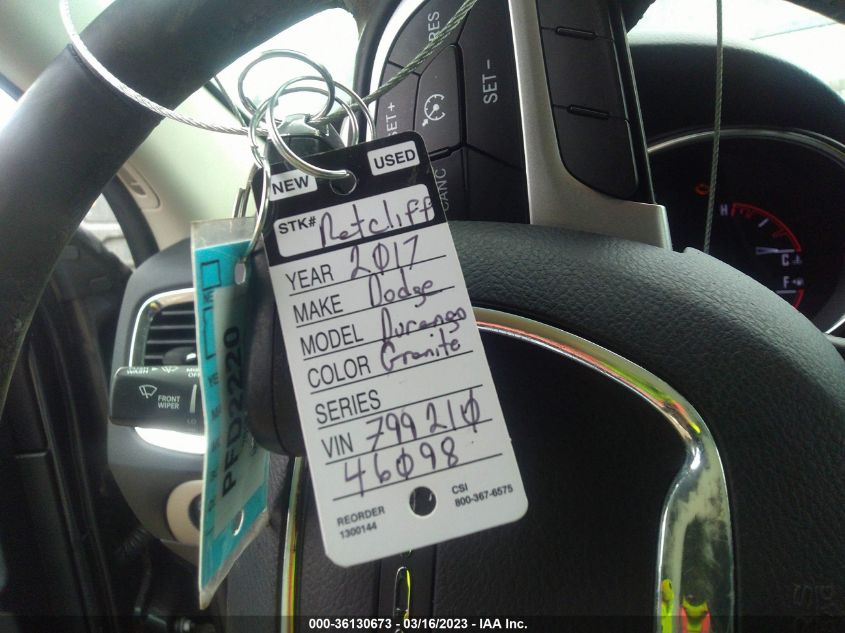 NEW USED
STK# Ratcliff
YEAR 2017
MAKE Dodge
MODEL Durango
COLOR Granite
SERIES
VIN 799210
46098
REORDER
1300144
CSI
800-367-6575
RES
SET+
SET-
CANC
H
C
F
FRONT
WIPER
LO
PFD2220
000-36130673 - 03/16/2023 - IAA Inc.